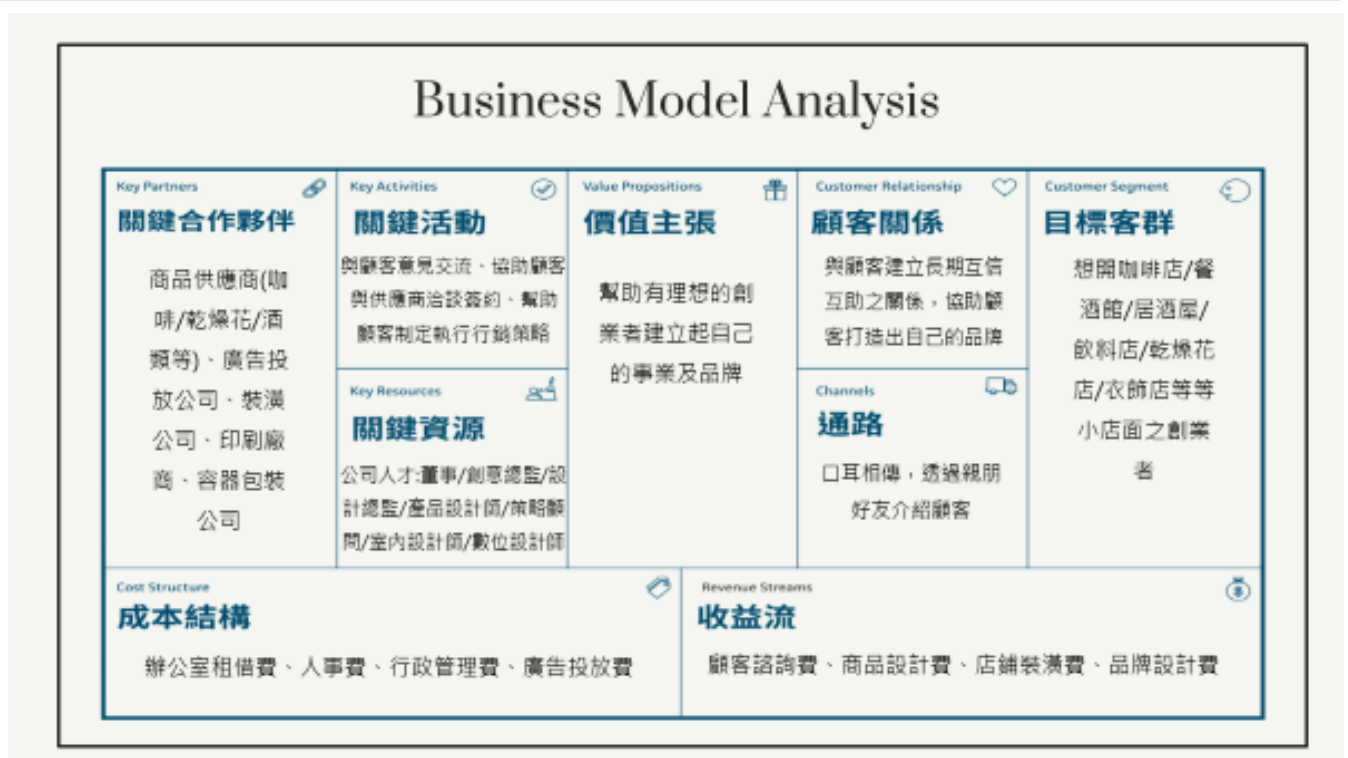 Business Model Analysis
Key Partners
關鍵合作夥伴
商品供應商(咖
啡/乾燥花/酒
類等)、廣告投
放公司、裝潢
公司、印刷廠
商、容器包裝
公司
Key Activities
關鍵活動
與顧客意見交流、協助顧客
與供應商洽談簽約、幫助
顧客制定執行行銷策略
Key Resources
關鍵資源
公司人才:董事/創意總監/設
計總監/產品設計師/策略顧
問/室內設計師/數位設計師
Value Propositions
價值主張
幫助有理想的創
業者建立起自己
的事業及品牌
Customer Relationship
顧客關係
與顧客建立長期互信
互助之關係，協助顧
客打造出自己的品牌
Channels
通路
口耳相傳，透過親朋
好友介紹顧客
Customer Segment
目標客群
想開咖啡店/餐
酒館/居酒屋/
飲料店/乾燥花
店/衣飾店等等
小店面之創業
者
Cost Structure
成本結構
辦公室租借費、人事費、行政管理費、廣告投放費
Revenue Streams
收益流
顧客諮詢費、商品設計費、店鋪裝潢費、品牌設計費